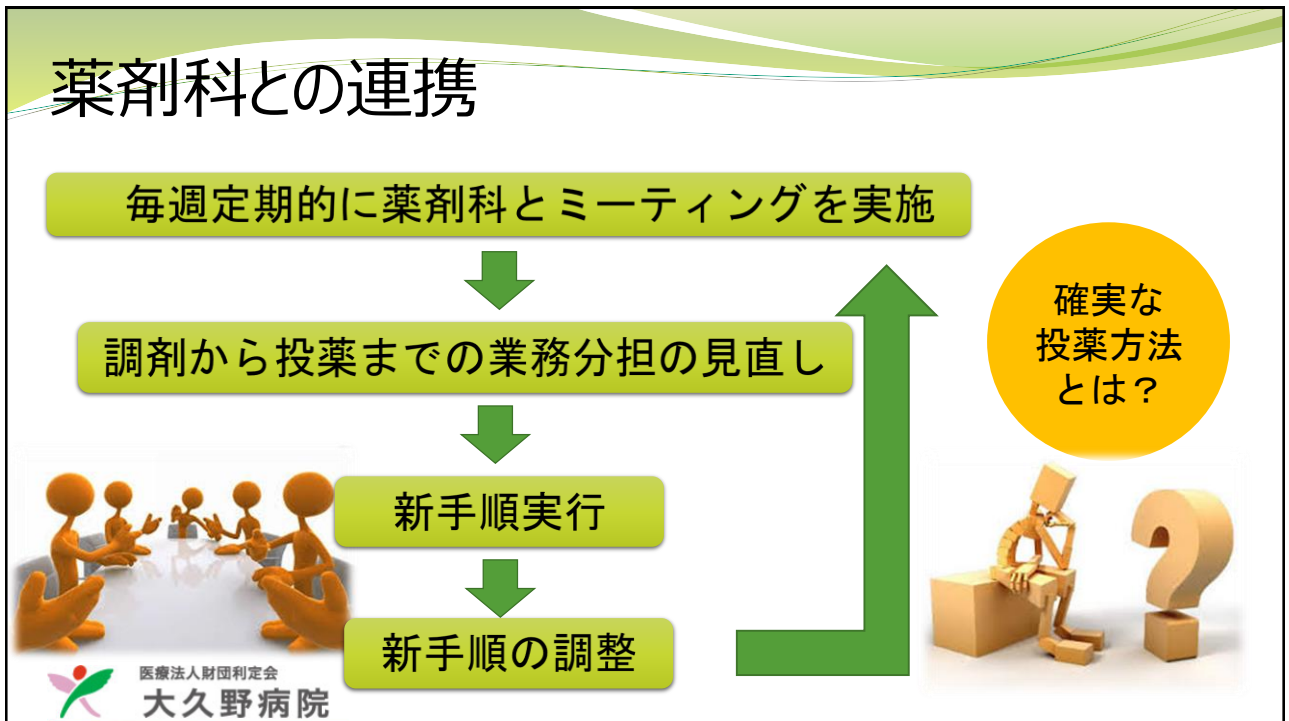 薬剤科との連携
毎週定期的に薬剤科とミーティングを実施
調剤から投薬までの業務分担の見直し
新手順実行
新手順の調整
確実な
投薬方法
とは？
医療法人財団利定会
大久野病院